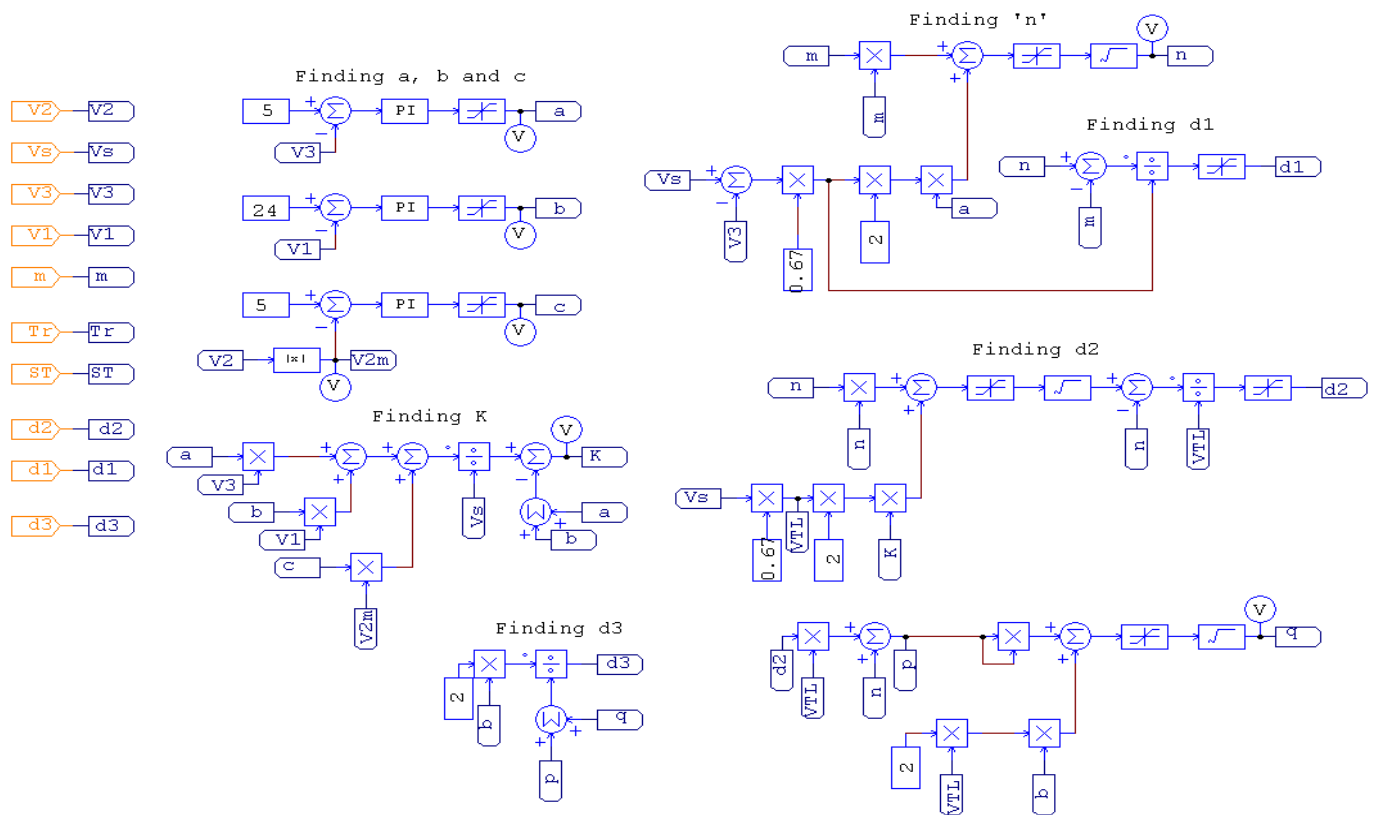 Finding 'n'
V
m
×
+
Σ
+
n
m
Finding a, b and c
V2
V2
5
+
Σ
−
PI
a
V
V3
Finding d1
Vs
Vs
V3
V3
24
+
Σ
−
PI
b
V
V1
Vs
+
Σ
−
×
×
×
a
V3
0.67
2
n
+
Σ
−
÷
d1
m
V1
V1
m
m
5
+
Σ
−
PI
c
V
V2
|x|
V2m
V
Tr
Tr
ST
ST
Finding d2
n
×
+
Σ
+
+
Σ
−
÷
d2
n
n
VTL
d2
d2
d1
d1
d3
d3
Finding K
V
a
×
+
Σ
+
+
Σ
+
÷
+
Σ
−
K
V3
b
×
V1
Vs
Σ
+
+
a
b
c
×
V2m
Vs
×
×
×
0.67
VTL
2
K
Finding d3
2
×
÷
d3
b
Σ
+
+
q
p
V
d2
×
+
Σ
+
×
+
Σ
+
q
VTL
n
p
2
×
×
VTL
b